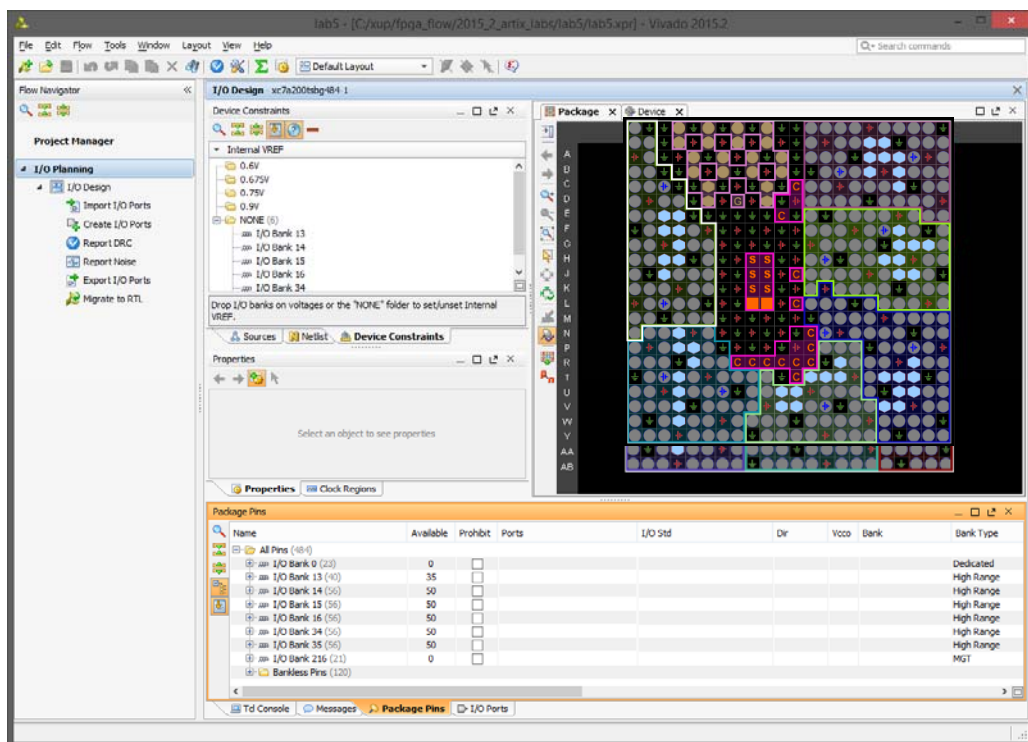 lab5 - [C:/xup/fpga_flow/2015_2_artix_labs/lab5/lab5.xpr] - Vivado 2015.2
File Edit Flow Tools Window Layout View Help
Search commands
Default Layout
Flow Navigator
I/O Design - xc7a200tsbg484-1
Project Manager
I/O Planning
I/O Design
Import I/O Ports
Create I/O Ports
Report DRC
Report Noise
Export I/O Ports
Migrate to RTL
Device Constraints
Internal VREF
0.6V
0.675V
0.75V
0.9V
NONE (6)
I/O Bank 13
I/O Bank 14
I/O Bank 15
I/O Bank 16
I/O Bank 34
Drop I/O banks on voltages or the "NONE" folder to set/unset Internal
VREF.
Sources Netlist Device Constraints
Properties
Select an object to see properties
Properties Clock Regions
Package Device
A
B
C C
D G
E C
F
G
H S S
J S S C
K S S
L C
M
N C
P C
R C C C C C C
T C
U
V
W
Y
AA
AB
Package Pins
Name Available Prohibit Ports I/O Std Dir Vcco Bank Bank Type
All Pins (484)
I/O Bank 0 (23) 0 Dedicated
I/O Bank 13 (40) 35 High Range
I/O Bank 14 (56) 50 High Range
I/O Bank 15 (56) 50 High Range
I/O Bank 16 (56) 50 High Range
I/O Bank 34 (56) 50 High Range
I/O Bank 35 (56) 50 High Range
I/O Bank 216 (21) 0 MGT
Bankless Pins (120)
Tcl Console Messages Package Pins I/O Ports